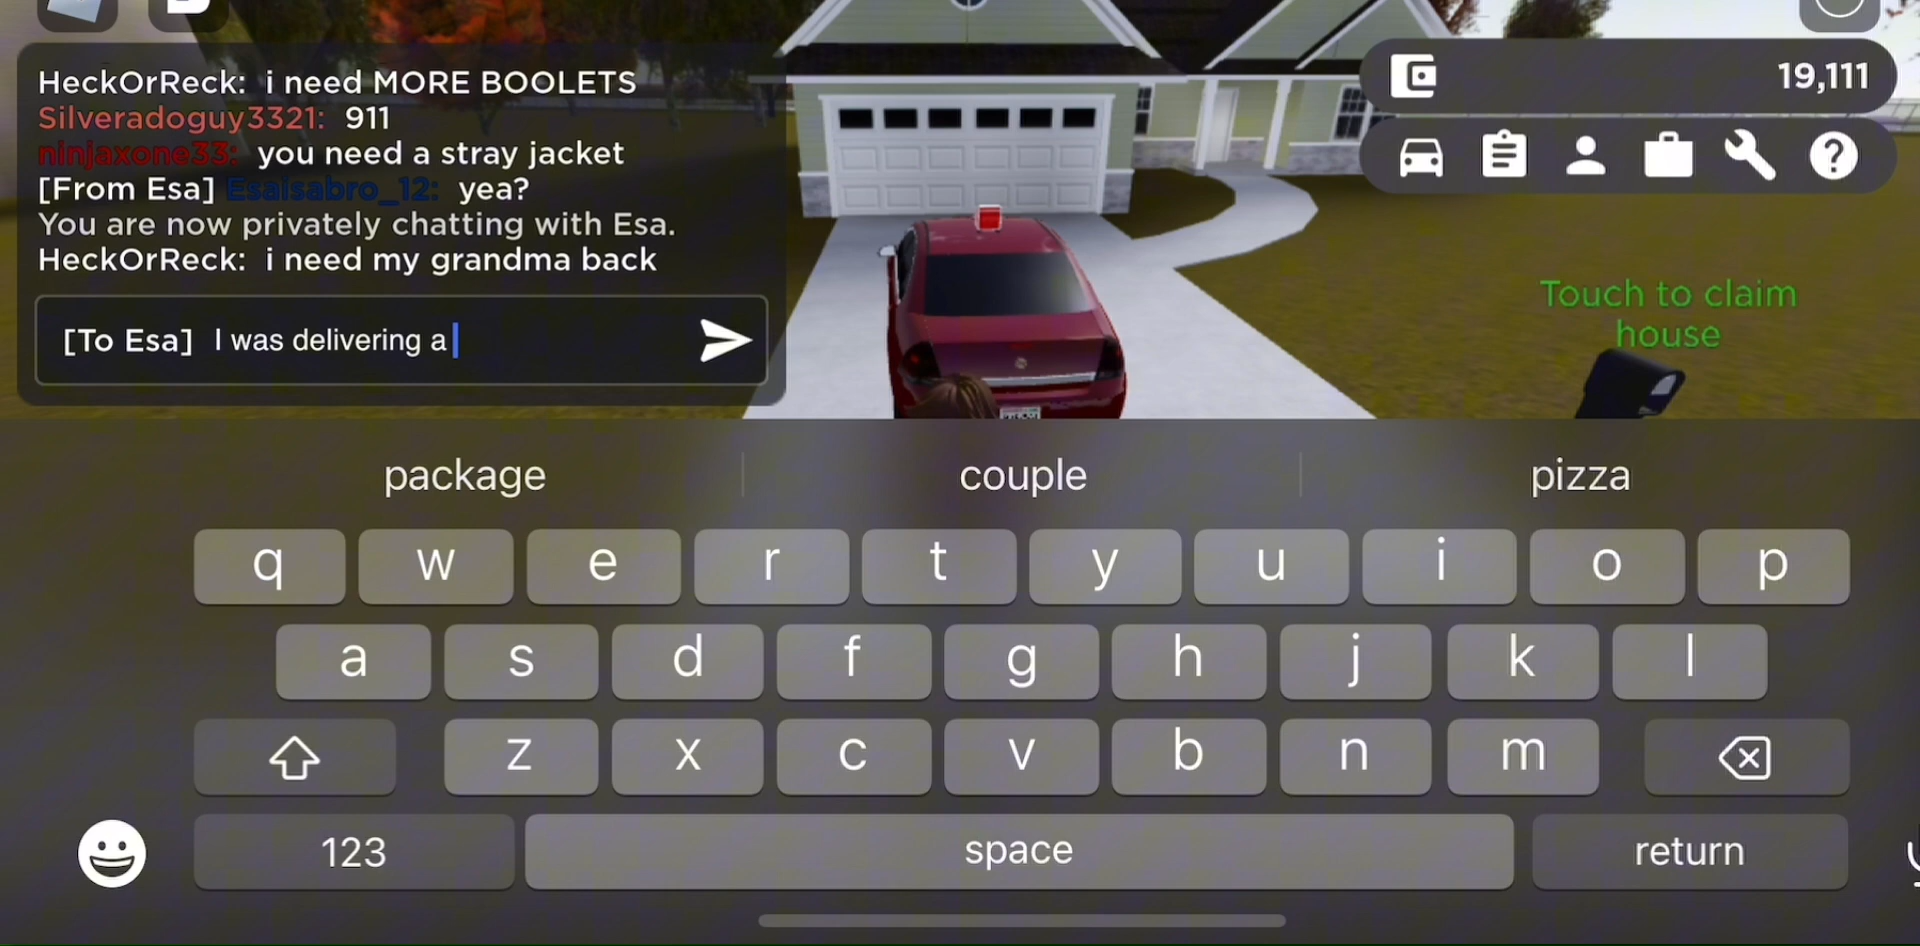 HeckOrReck: i need MORE BOOLETS
Silveradoguy3321: 911
ninjaxone33: you need a stray jacket
[From Esa] Esaisabro_12: yea?
You are now privately chatting with Esa.
HeckOrReck: i need my grandma back
[To Esa] I was delivering a
19,111
Touch to claim
house
package couple pizza
q w e r t y u i o p
a s d f g h j k l
z x c v b n m
123 space return